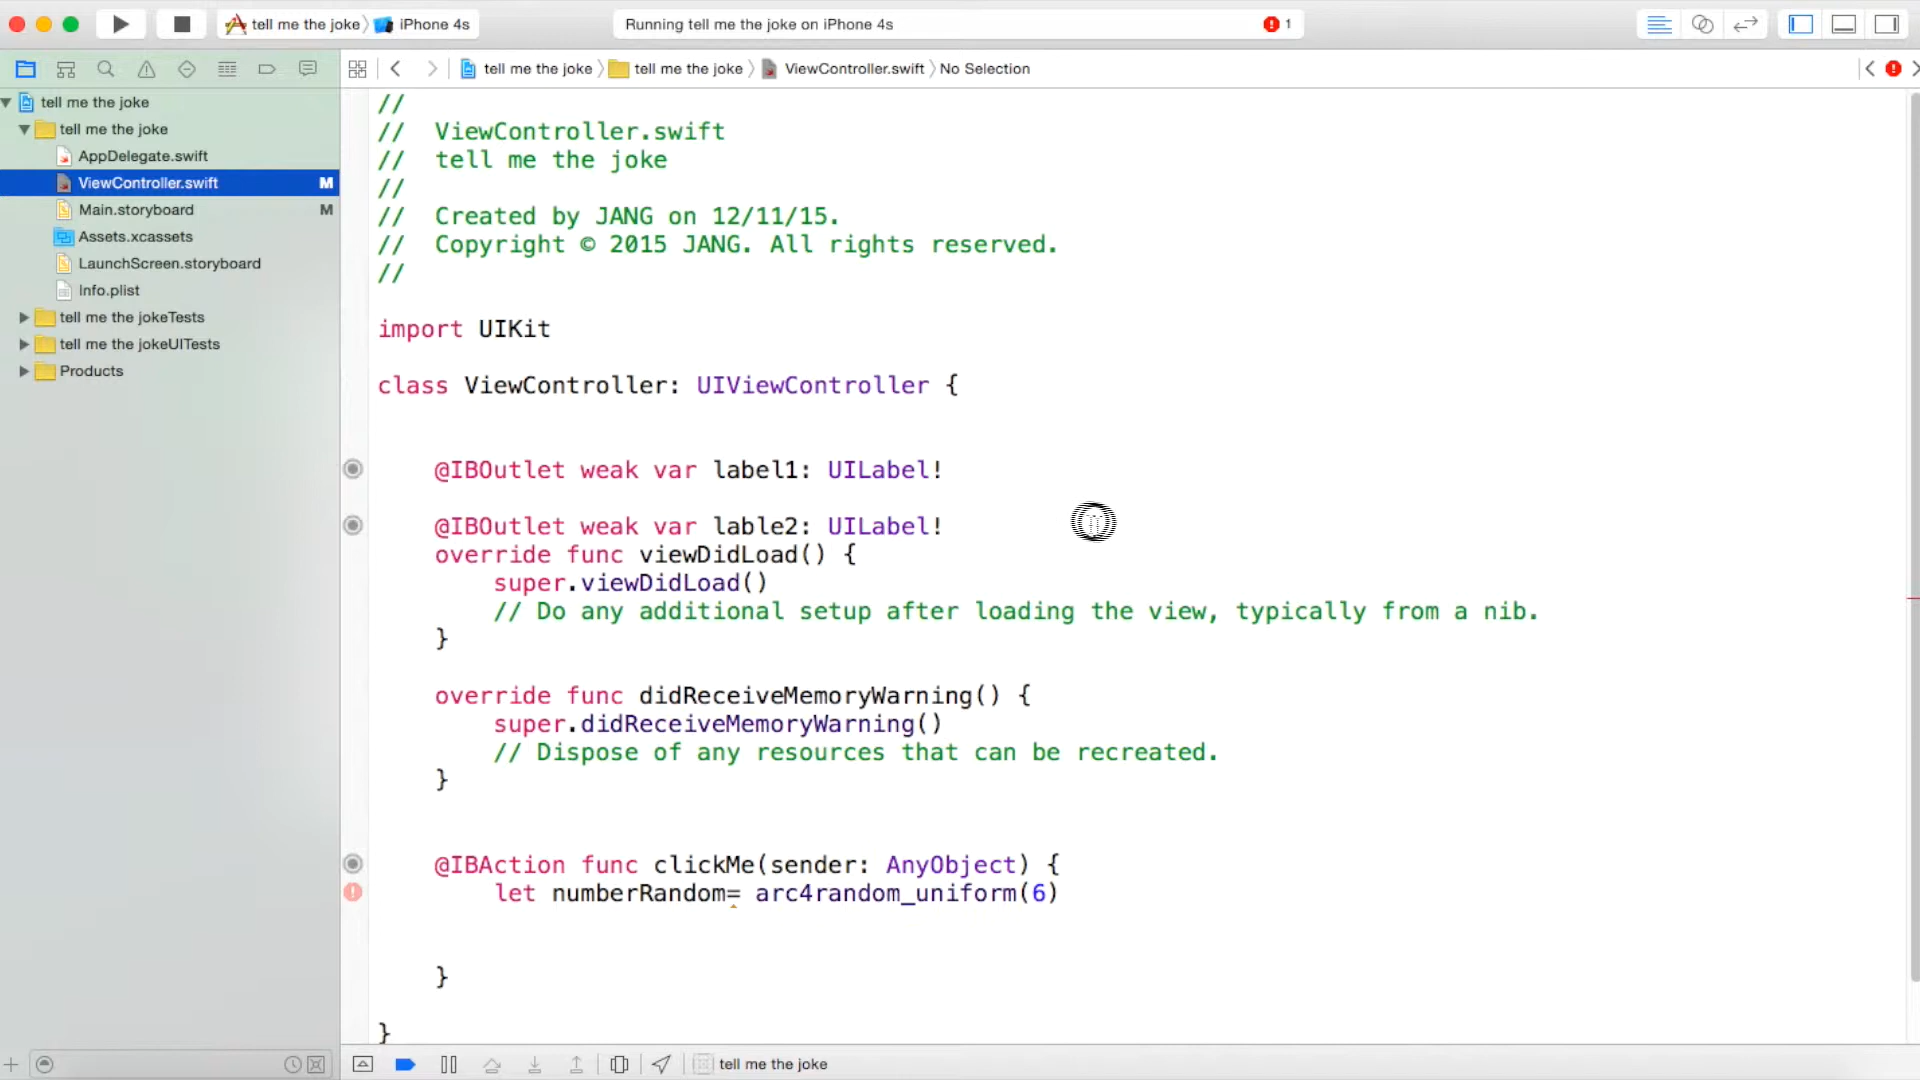 tell me the joke iPhone 4s
Running tell me the joke on iPhone 4s
1
tell me the joke tell me the joke ViewController.swift No Selection
tell me the joke
tell me the joke
AppDelegate.swift
ViewController.swift M
Main.storyboard M
Assets.xcassets
LaunchScreen.storyboard
Info.plist
tell me the jokeTests
tell me the jokeUITests
Products
//
// ViewController.swift
// tell me the joke
//
// Created by JANG on 12/11/15.
// Copyright © 2015 JANG. All rights reserved.
//
import UIKit
class ViewController: UIViewController {
@IBOutlet weak var label1: UILabel!
@IBOutlet weak var lable2: UILabel!
override func viewDidLoad() {
super.viewDidLoad()
// Do any additional setup after loading the view, typically from a nib.
}
override func didReceiveMemoryWarning() {
super.didReceiveMemoryWarning()
// Dispose of any resources that can be recreated.
}
@IBAction func clickMe(sender: AnyObject) {
let numberRandom= arc4random_uniform(6)
}
}
tell me the joke